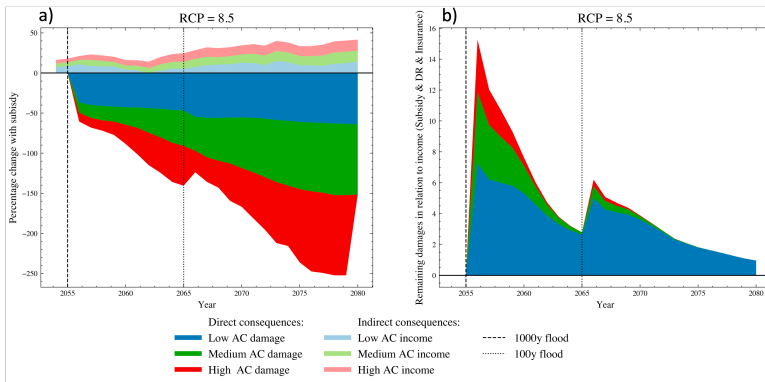 a)
RCP = 8.5
Percentage change with subisdy
50
0
−50
−100
−150
−200
−250
2055
2060
2065
2070
2075
2080
Year
b)
RCP = 8.5
Remaining damages in relation to income (Subsidy & DR & Insurance)
16
14
12
10
8
6
4
2
0
2055
2060
2065
2070
2075
2080
Year
Direct consequences:
Low AC damage
Medium AC damage
High AC damage
Indirect consequences:
Low AC income
Medium AC income
High AC income
1000y flood
100y flood